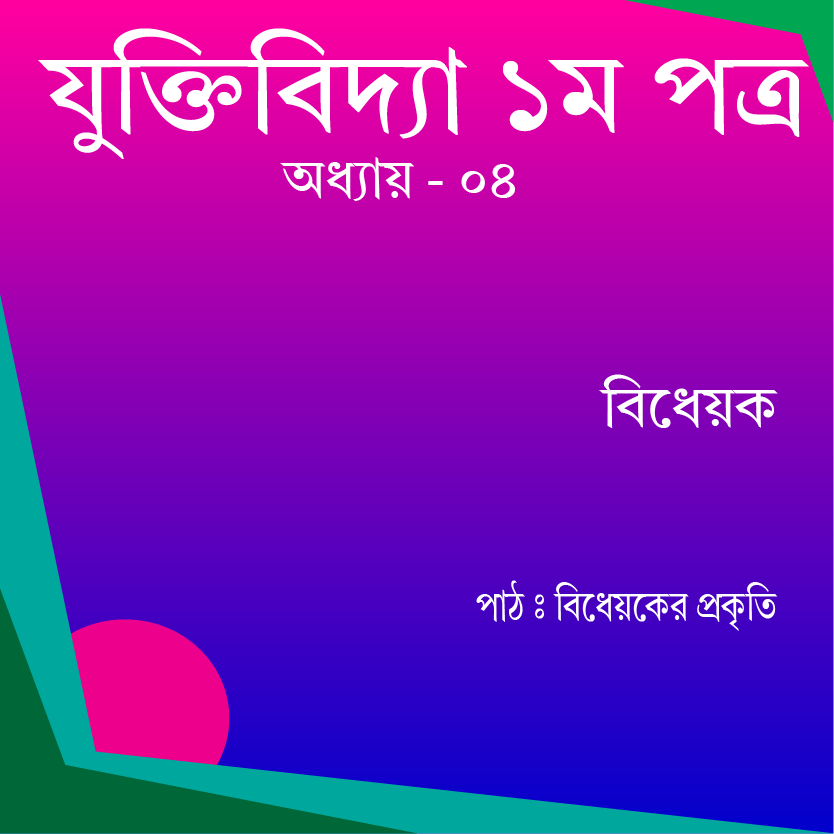 যুক্তিবিদ্যা ১ম পত্র
অধ্যায় - ০৪
বিধেয়ক
পাঠ ঃ বিধেয়কের প্রকৃতি